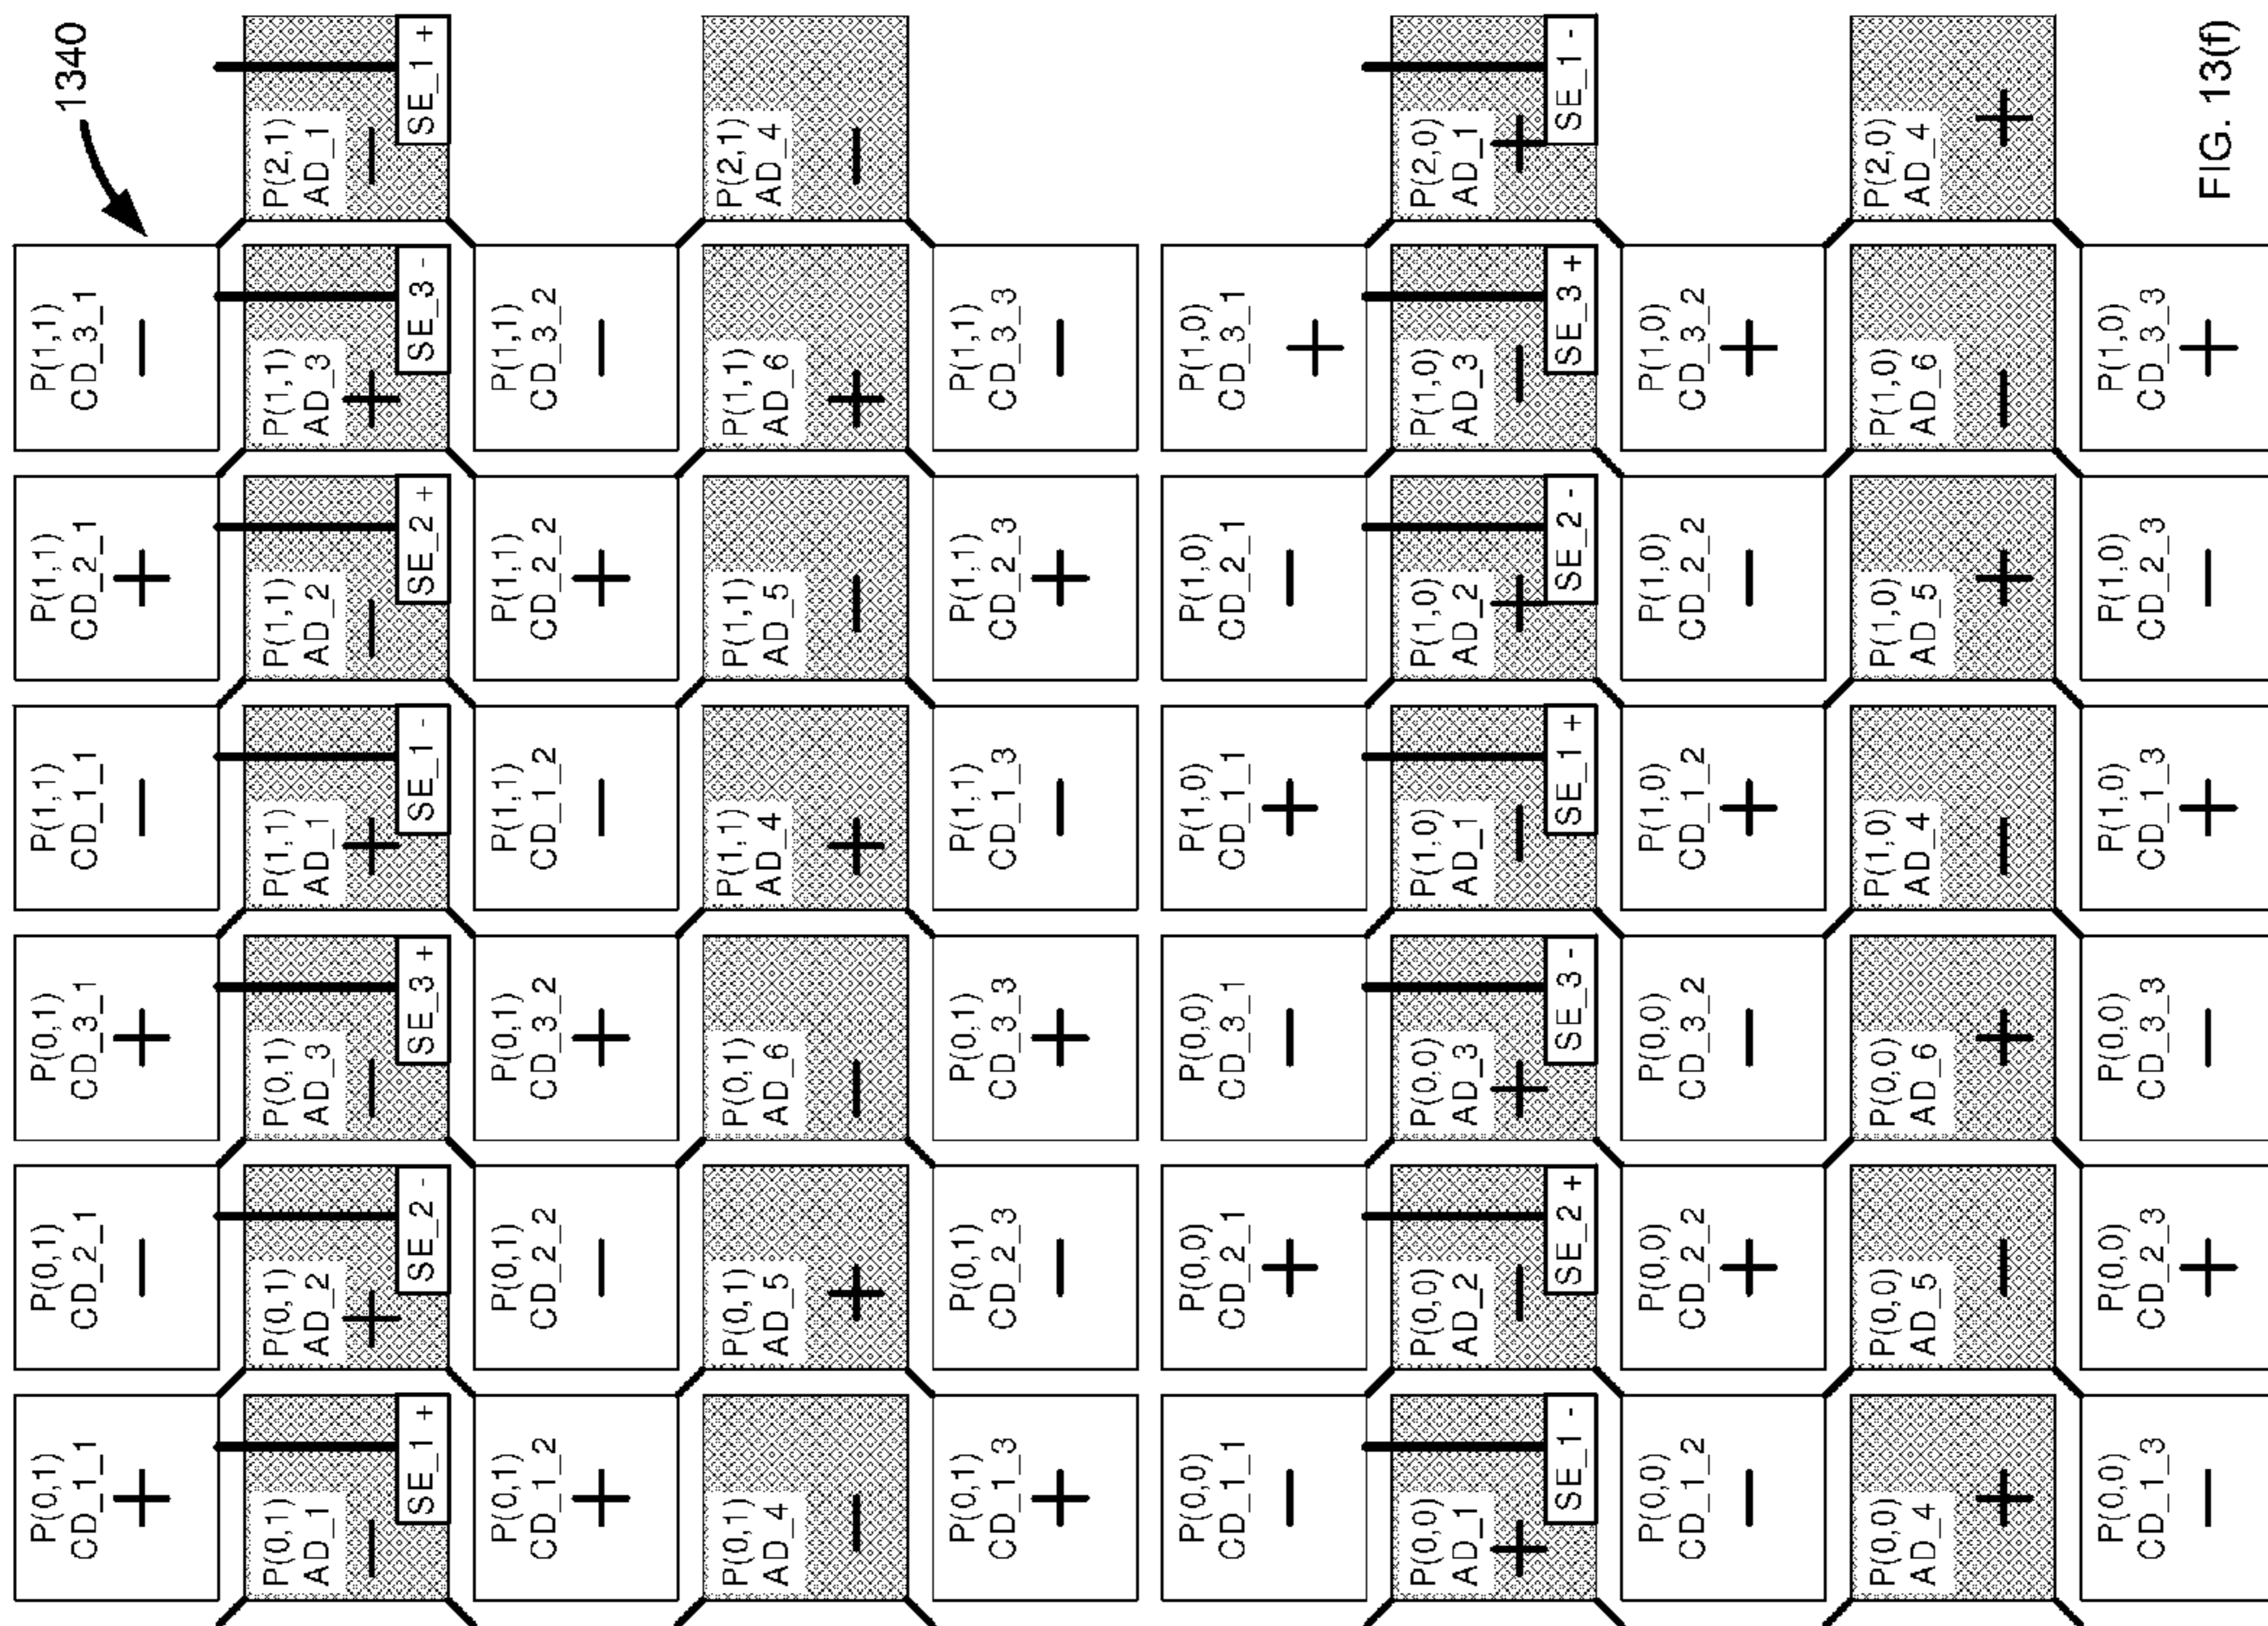 1340
P(0,1)
CD_1_1
+
P(0,1)
CD_2_1
−
P(0,1)
CD_3_1
+
P(1,1)
CD_1_1
−
P(1,1)
CD_2_1
+
P(1,1)
CD_3_1
−
P(0,1)
AD_1
−
SE_1 +
P(0,1)
AD_2
+
SE_2 -
P(0,1)
AD_3
−
SE_3 +
P(1,1)
AD_1
+
SE_1 -
P(1,1)
AD_2
−
SE_2 +
P(1,1)
AD_3
+
SE_3 -
P(2,1)
AD_1
−
SE_1 +
P(0,1)
CD_1_2
+
P(0,1)
CD_2_2
−
P(0,1)
CD_3_2
+
P(1,1)
CD_1_2
−
P(1,1)
CD_2_2
+
P(1,1)
CD_3_2
−
P(0,1)
AD_4
−
P(0,1)
AD_5
+
P(0,1)
AD_6
−
P(1,1)
AD_4
+
P(1,1)
AD_5
−
P(1,1)
AD_6
+
P(2,1)
AD_4
−
P(0,1)
CD_1_3
+
P(0,1)
CD_2_3
−
P(0,1)
CD_3_3
+
P(1,1)
CD_1_3
−
P(1,1)
CD_2_3
+
P(1,1)
CD_3_3
−
P(0,0)
CD_1_1
−
P(0,0)
CD_2_1
+
P(0,0)
CD_3_1
−
P(1,0)
CD_1_1
+
P(1,0)
CD_2_1
−
P(1,0)
CD_3_1
+
P(0,0)
AD_1
+
SE_1 -
P(0,0)
AD_2
−
SE_2 +
P(0,0)
AD_3
+
SE_3 -
P(1,0)
AD_1
−
SE_1 +
P(1,0)
AD_2
+
SE_2 -
P(1,0)
AD_3
−
SE_3 +
P(2,0)
AD_1
+
SE_1 -
P(0,0)
CD_1_2
−
P(0,0)
CD_2_2
+
P(0,0)
CD_3_2
−
P(1,0)
CD_1_2
+
P(1,0)
CD_2_2
−
P(1,0)
CD_3_2
+
P(0,0)
AD_4
+
P(0,0)
AD_5
−
P(0,0)
AD_6
+
P(1,0)
AD_4
−
P(1,0)
AD_5
+
P(1,0)
AD_6
−
P(2,0)
AD_4
+
P(0,0)
CD_1_3
−
P(0,0)
CD_2_3
+
P(0,0)
CD_3_3
−
P(1,0)
CD_1_3
+
P(1,0)
CD_2_3
−
P(1,0)
CD_3_3
+
FIG. 13(f)